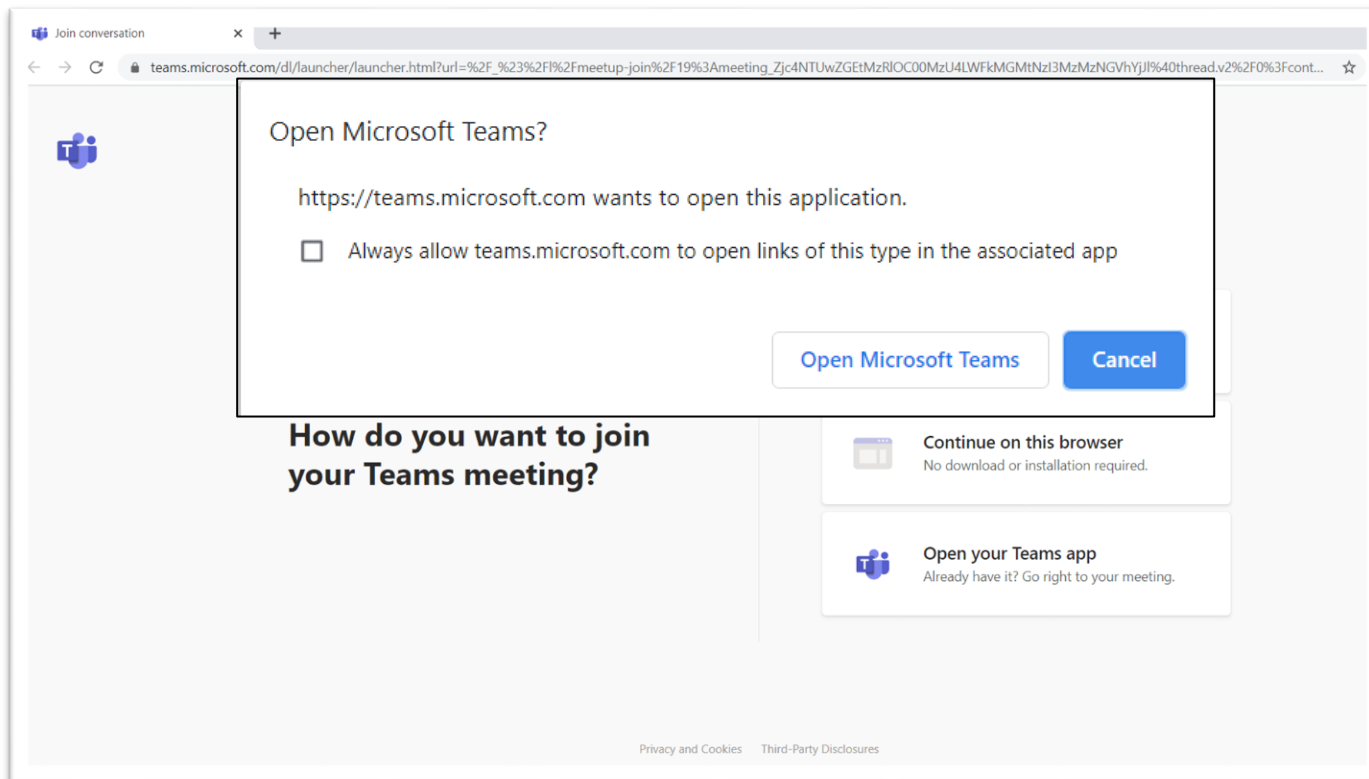 Join conversation
teams.microsoft.com/dl/launcher/launcher.html?url=%2F_%23%2Fl%2Fmeetup-join%2F19%3Ameeting_Zjc4NTUwZGEtMzRlOC00MzU4LWFkMGMtNzI3MzMzNGVhYjJl%40thread.v2%2F0%3Fcont...
Open Microsoft Teams?
https://teams.microsoft.com wants to open this application.
Always allow teams.microsoft.com to open links of this type in the associated app
Open Microsoft Teams
Cancel
How do you want to join
your Teams meeting?
Continue on this browser
No download or installation required.
Open your Teams app
Already have it? Go right to your meeting.
Privacy and Cookies
Third-Party Disclosures